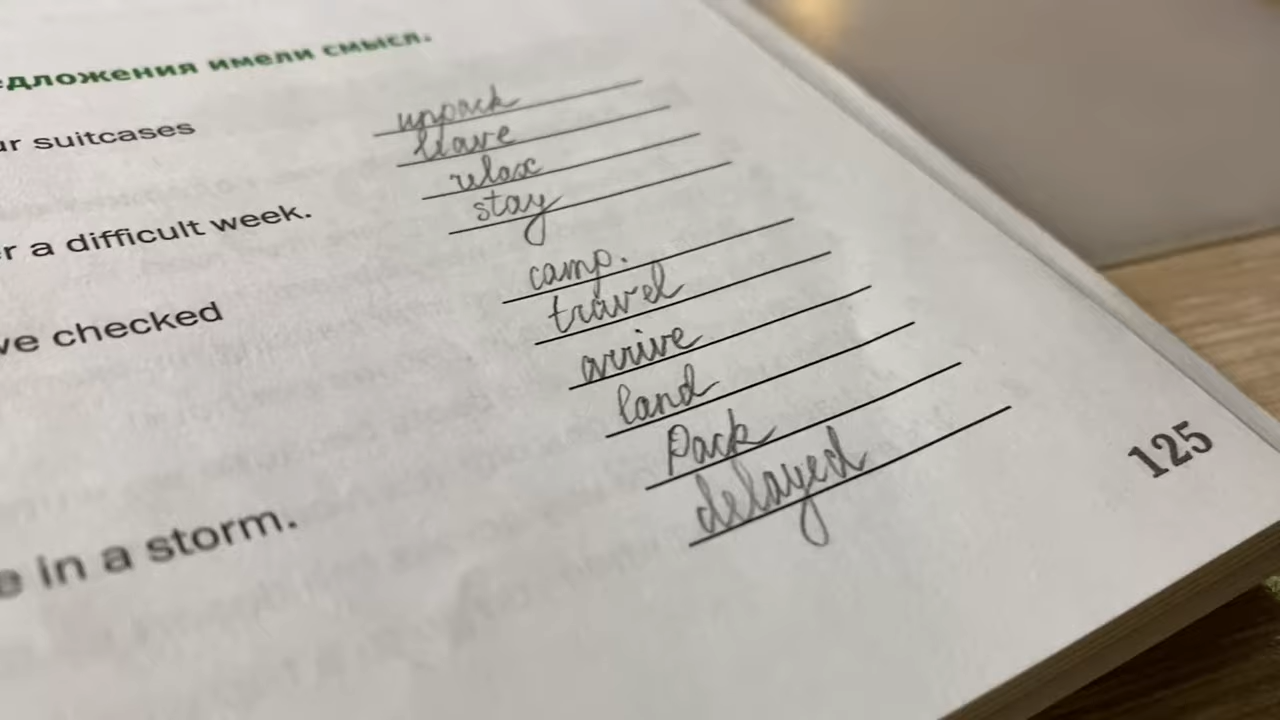 едложения имели смысл.
ur suitcases unpack
leave
relax
r a difficult week. stay
camp.
ve checked travel
arrive
land
Pack
e in a storm. delayed
125